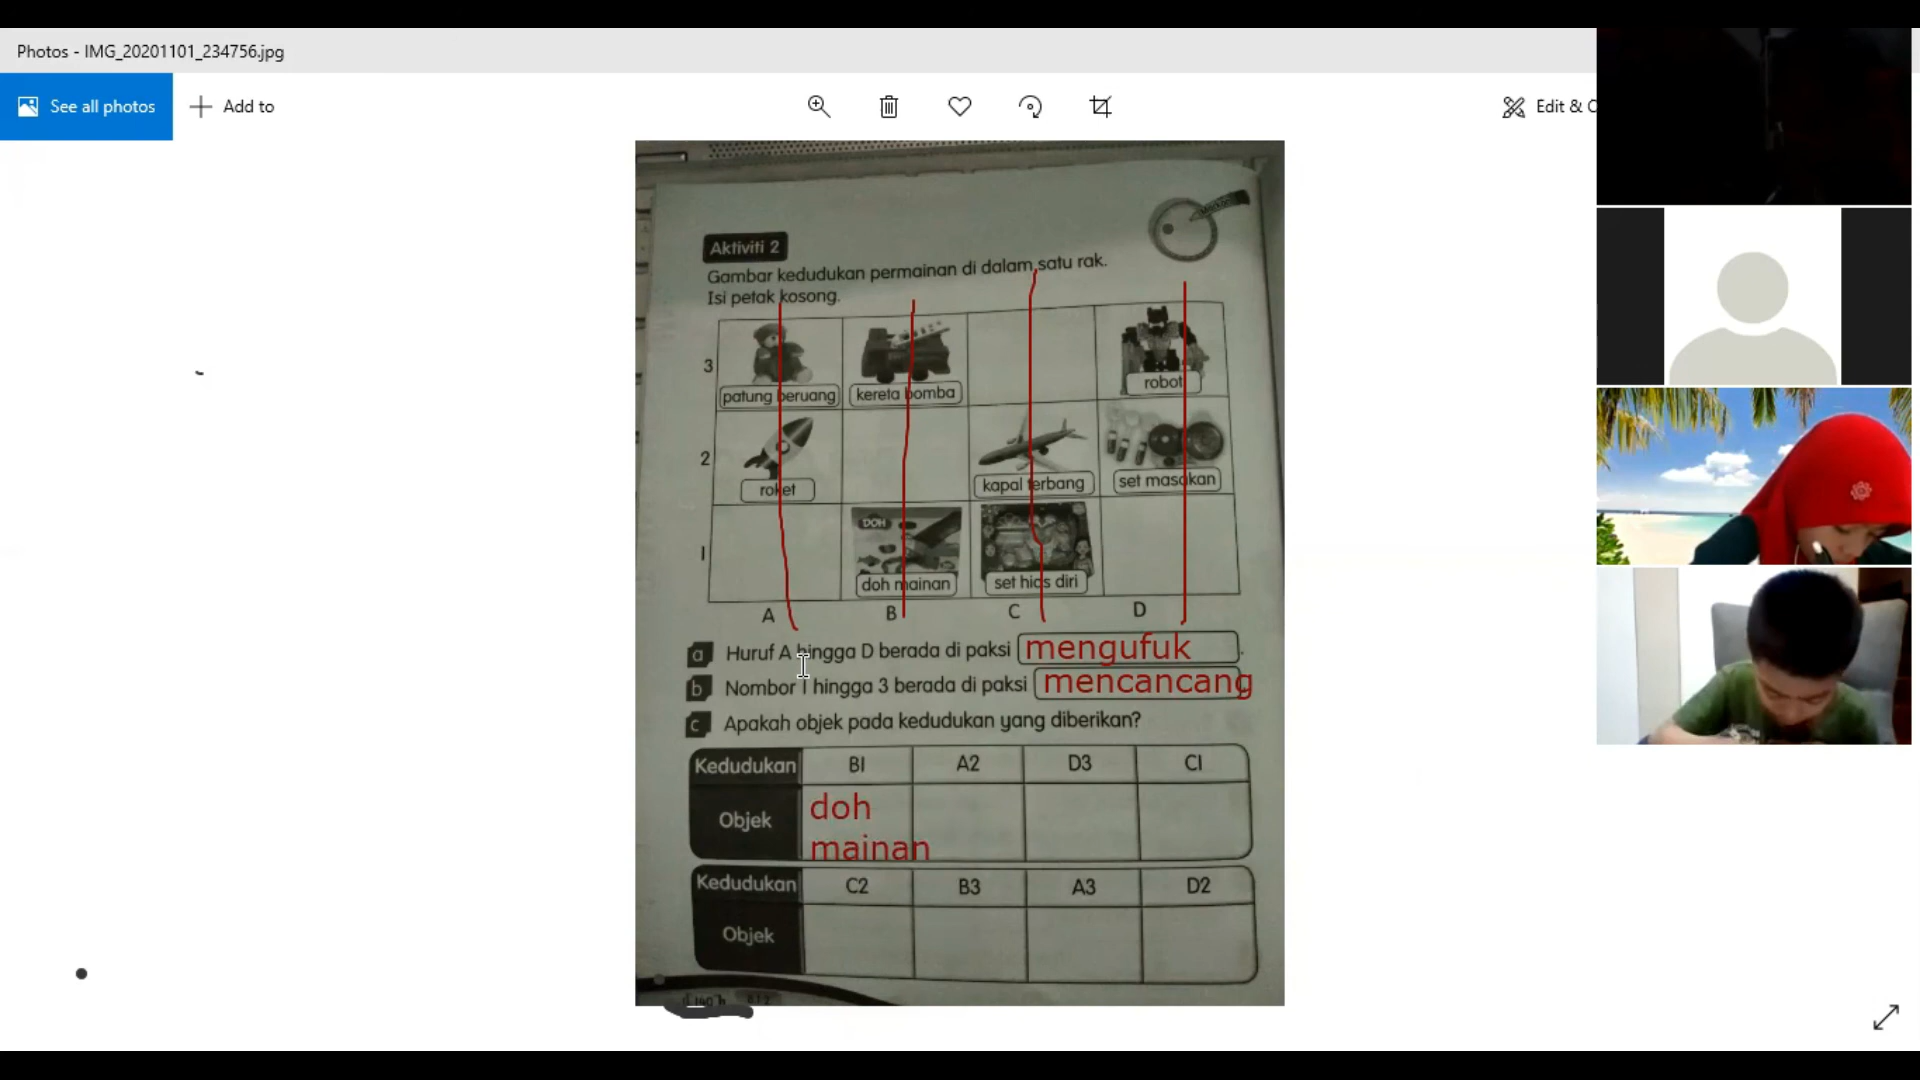 Photos - IMG_20201101_234756.jpg
See all photos
Add to
Edit & C
Aktiviti 2
Gambar kedudukan permainan di dalam satu rak.
Isi petak kosong.
3
patung beruang
kereta bomba
robot
2
roket
kapal terbang
set masakan
1
DOH
doh mainan
set hias diri
A B C D
a Huruf A hingga D berada di paksi mengufuk.
b Nombor 1 hingga 3 berada di paksi mencancang
c Apakah objek pada kedudukan yang diberikan?
Kedudukan B1 A2 D3 C1
Objek doh
mainan
Kedudukan C2 B3 A3 D2
Objek